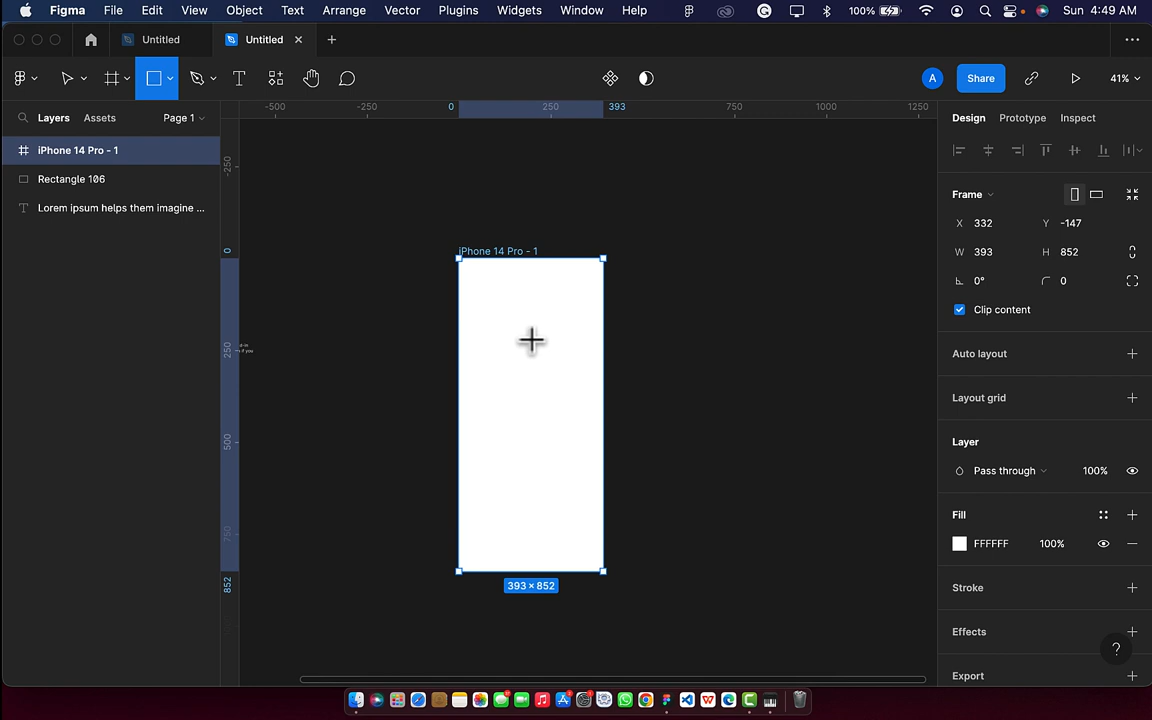 Figma File Edit View Object Text Arrange Vector Plugins Widgets Window Help 100% Sun 4:49 AM
Untitled Untitled
A Share 41%
Layers Assets Page 1
iPhone 14 Pro - 1
Rectangle 106
Lorem ipsum helps them imagine ...
-500 -250 0 250 393 750 1000 1250
-250
0
250
500
750
852
iPhone 14 Pro - 1
393 × 852
Design Prototype Inspect
Frame
X 332 Y -147
W 393 H 852
0° 0
Clip content
Auto layout
Layout grid
Layer
Pass through 100%
Fill
FFFFFF 100%
Stroke
Effects
?
Export